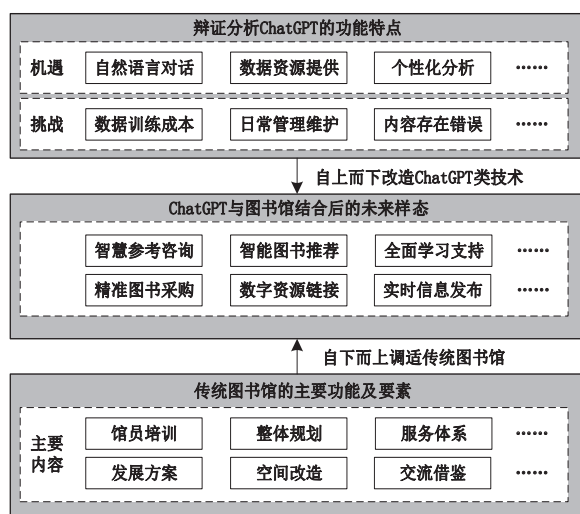 辩证分析ChatGPT的功能特点
机遇 自然语言对话 数据资源提供 个性化分析 ……
挑战 数据训练成本 日常管理维护 内容存在错误 ……
自上而下改造ChatGPT类技术
ChatGPT与图书馆结合后的未来样态
智慧参考咨询 智能图书推荐 全面学习支持 ……
精准图书采购 数字资源链接 实时信息发布 ……
自下而上调适传统图书馆
传统图书馆的主要功能及要素
主要内容 馆员培训 整体规划 服务体系 ……
发展方案 空间改造 交流借鉴 ……